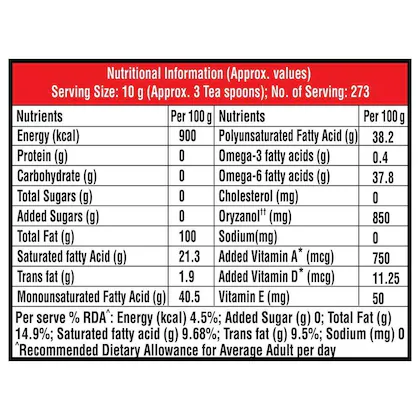 Nutritional Information (Approx. values)
Serving Size: 10 g (Approx. 3 Tea spoons); No. of Serving: 273
Nutrients Per 100 g Nutrients Per 100 g
Energy (kcal) 900 Polyunsaturated Fatty Acid (g) 38.2
Protein (g) 0 Omega-3 fatty acids (g) 0.4
Carbohydrate (g) 0 Omega-6 fatty acids (g) 37.8
Total Sugars (g) 0 Cholesterol (mg) 0
Added Sugars (g) 0 Oryzanol†† (mg) 850
Total Fat (g) 100 Sodium(mg) 0
Saturated fatty Acid (g) 21.3 Added Vitamin A* (mcg) 750
Trans fat (g) 1.9 Added Vitamin D* (mcg) 11.25
Monounsaturated Fatty Acid (g) 40.5 Vitamin E (mg) 50
Per serve % RDA^: Energy (kcal) 4.5%; Added Sugar (g) 0; Total Fat (g)
14.9%; Saturated fatty acid (g) 9.68%; Trans fat (g) 9.5%; Sodium (mg) 0
^Recommended Dietary Allowance for Average Adult per day